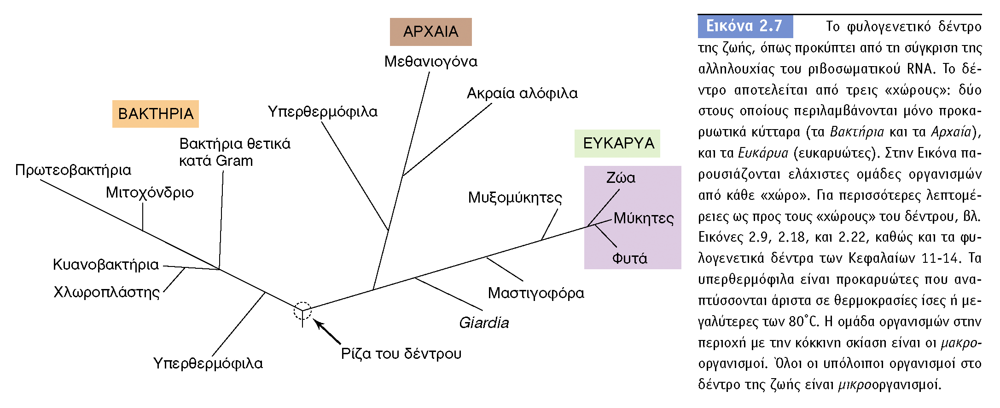 ΑΡΧΑΙΑ
Μεθανιογόνα
Ακραία αλόφιλα
Υπερθερμόφιλα
ΒΑΚΤΗΡΙΑ
Βακτήρια θετικά
κατά Gram
Πρωτεοβακτήρια
Μιτοχόνδριο
Κυανοβακτήρια
Χλωροπλάστης
Υπερθερμόφιλα
Ρίζα του δέντρου
ΕΥΚΑΡΥΑ
Ζώα
Μύκητες
Φυτά
Μυξομύκητες
Μαστιγοφόρα
Giardia
Εικόνα 2.7 Το φυλογενετικό δέντρο
της ζωής, όπως προκύπτει από τη σύγκριση της
αλληλουχίας του ριβοσωματικού RNA. Το δέ-
ντρο αποτελείται από τρεις «χώρους»: δύο
στους οποίους περιλαμβάνονται μόνο προκα-
ρυωτικά κύτταρα (τα Βακτήρια και τα Αρχαία),
και τα Ευκάρυα (ευκαρυώτες). Στην Εικόνα πα-
ρουσιάζονται ελάχιστες ομάδες οργανισμών
από κάθε «χώρο». Για περισσότερες λεπτομέ-
ρειες ως προς τους «χώρους» του δέντρου, βλ.
Εικόνες 2.9, 2.18, και 2.22, καθώς και τα φυ-
λογενετικά δέντρα των Κεφαλαίων 11-14. Τα
υπερθερμόφιλα είναι προκαρυώτες που ανα-
πτύσσονται άριστα σε θερμοκρασίες ίσες ή με-
γαλύτερες των 80˚C. Η ομάδα οργανισμών στην
περιοχή με την κόκκινη σκίαση είναι οι μακρο-
οργανισμοί. Όλοι οι υπόλοιποι οργανισμοί στο
δέντρο της ζωής είναι μικροοργανισμοί.